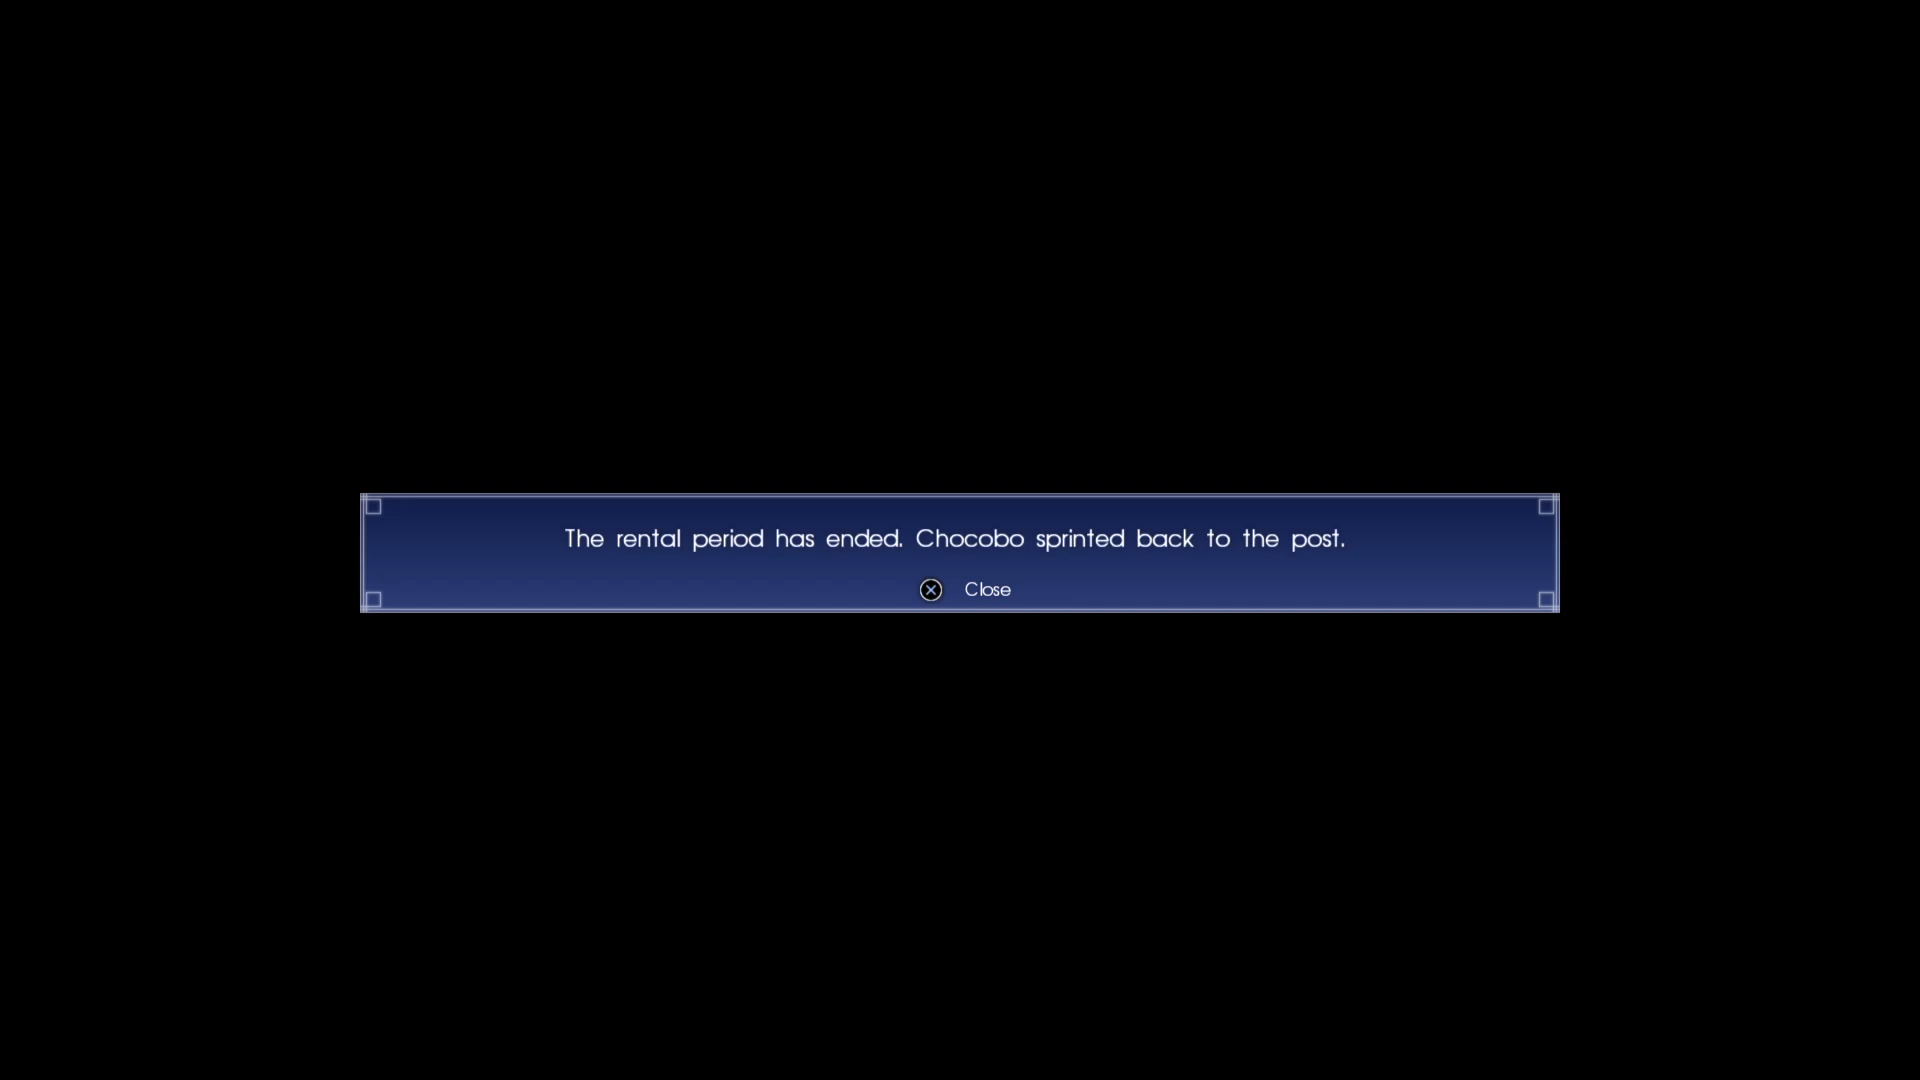 The rental period has ended. Chocobo sprinted back to the post.
Close